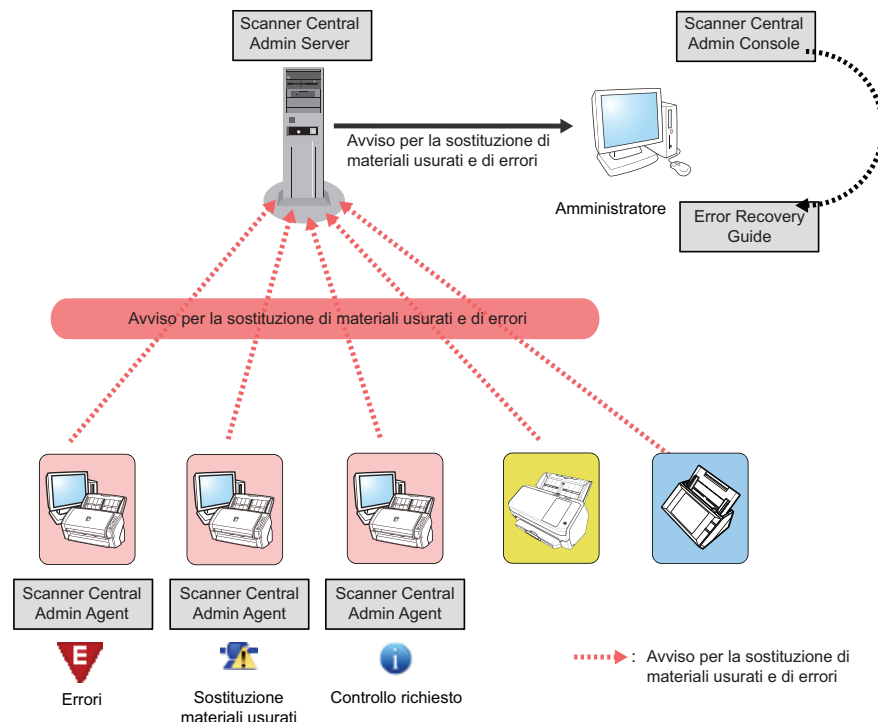 Scanner Central
Admin Server
Scanner Central
Admin Console
Avviso per la sostituzione di
materiali usurati e di errori
Amministratore
Error Recovery
Guide
Avviso per la sostituzione di materiali usurati e di errori
Scanner Central
Admin Agent
Scanner Central
Admin Agent
Scanner Central
Admin Agent
E
i
Errori
Sostituzione
materiali usurati
Controllo richiesto
: Avviso per la sostituzione di
materiali usurati e di errori